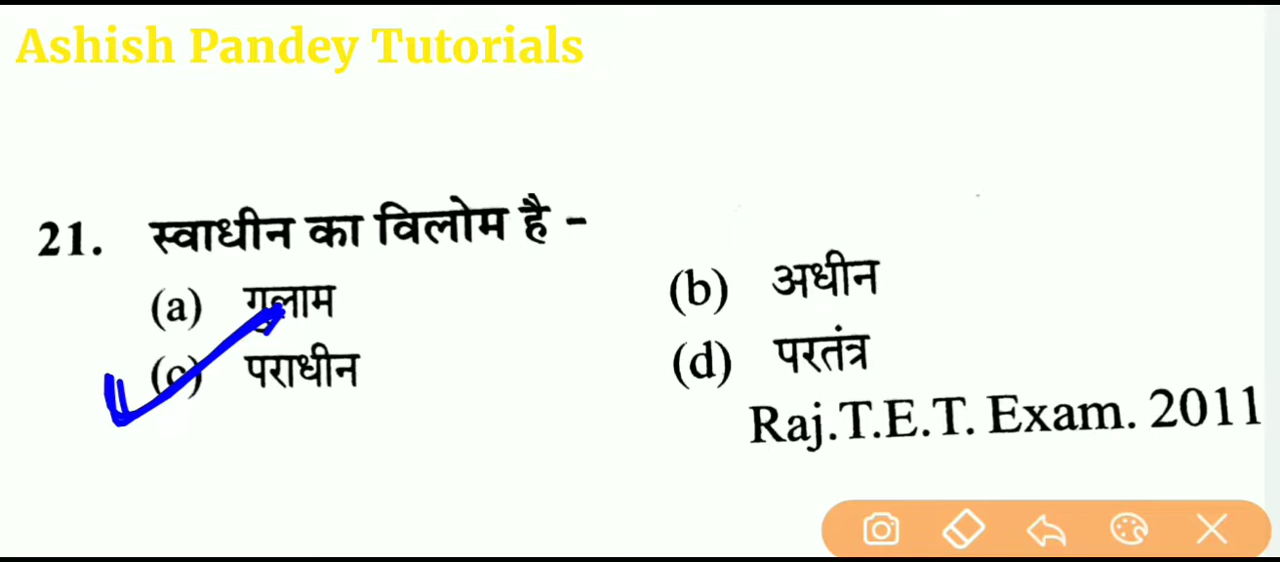 Ashish Pandey Tutorials
21. स्वाधीन का विलोम है -
(a) गुलाम (b) अधीन
(c) पराधीन (d) परतंत्र
Raj.T.E.T. Exam. 2011